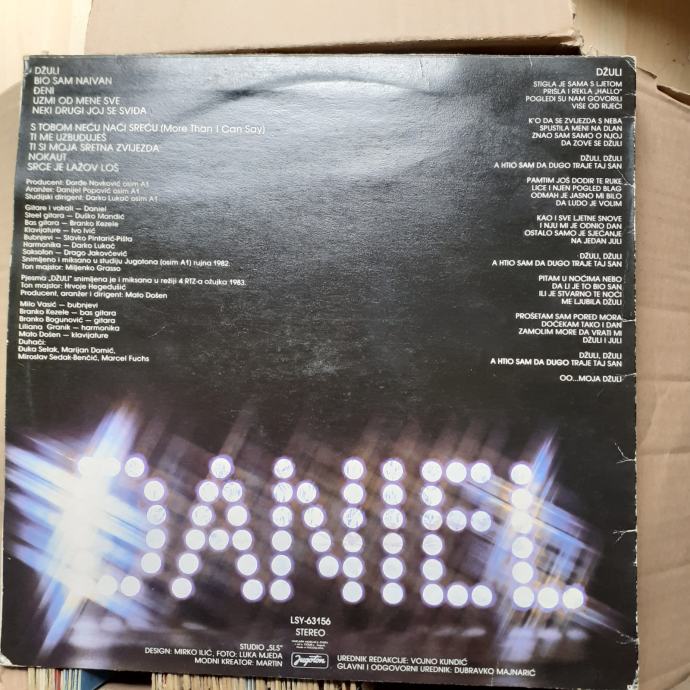 DŽULI
BIO SAM NAIVAN
ĐENI
UZMI OD MENE SVE
NEKI DRUGI JOJ SE SVIĐA
S TOBOM NEĆU NAĆI SREĆU (More Than I Can Say)
TI ME UZBUĐUJEŠ
TI SI MOJA SRETNA ZVIJEZDA
NOKAUT
SRCE JE LAŽOV LOŠ
Producent: Đorđe Novković osim A1
Aranžer: Danijel Popović osim A1
Studijski dirigent: Darko Lukač osim A1
Gitare i vokali — Daniel
Steel gitara — Duško Mandić
Bas gitara — Branko Kezele
Klavijature — Ivo Ivić
Bubnjevi — Slavko Pintarić-Pišta
Harmonika — Darko Lukač
Saksofon — Drago Jakovčević
Snimljeno i miksano u studiju Jugotona (osim A1) rujna 1982.
Ton majstor: Miljenko Grasso
Pjesma „DŽULI" snimljena je i miksana u režiji 4 RTZ-a ožujka 1983.
Ton majstor: Hrvoje Hegedušić
Producent, aranžer i dirigent: Mato Došen
Milo Vasić — bubnjevi
Branko Kezele — bas gitara
Branko Bogunović — gitara
Liliana Granik — harmonika
Mato Došen — klavijature
Duhači:
Đuka Selak, Marijan Domić,
Miroslav Sedak-Benčić, Marcel Fuchs
DŽULI
STIGLA JE SAMA S LJETOM
PRIŠLA I REKLA „HALLO"
POGLEDI SU NAM GOVORILI
VIŠE OD RIJEČI
K'O DA SE ZVIJEZDA S NEBA
SPUSTILA MENI NA DLAN
ZNAO SAM SAMO O NJOJ
DA ZOVE SE DŽULI
DŽULI, DŽULI
A HTIO SAM DA DUGO TRAJE TAJ SAN
PAMTIM JOŠ DODIR TE RUKE
LICE I NJEN POGLED BLAG
ODMAH JE JASNO MI BILO
DA LUDO JE VOLIM
KAO I SVE LJETNE SNOVE
I NJU MI JE ODNIO DAN
OSTALO SAMO JE SJEĆANJE
NA JEDAN JULI
DŽULI, DŽULI
A HTIO SAM DA DUGO TRAJE TAJ SAN
PITAM U NOĆIMA NEBO
DA LI JE TO BIO SAN
ILI JE STVARNO TE NOĆI
ME LJUBILA DŽULI
PROŠETAM SAM PORED MORA
DOČEKAM TAKO I DAN
ZAMOLIM MORE DA VRATI MI
DŽULI I JULI
DŽULI, DŽULI
A HTIO SAM DA DUGO TRAJE TAJ SAN
OO...MOJA DŽULI
DANIEL
LSY-63156
STEREO
Jugoton
STUDIO „SLS"
DESIGN: MIRKO ILIĆ, FOTO: LUKA MJEDA
MODNI KREATOR: MARTIN
UREDNIK REDAKCIJE: VOJNO KUNDIĆ
GLAVNI I ODGOVORNI UREDNIK: DUBRAVKO MAJNARIĆ